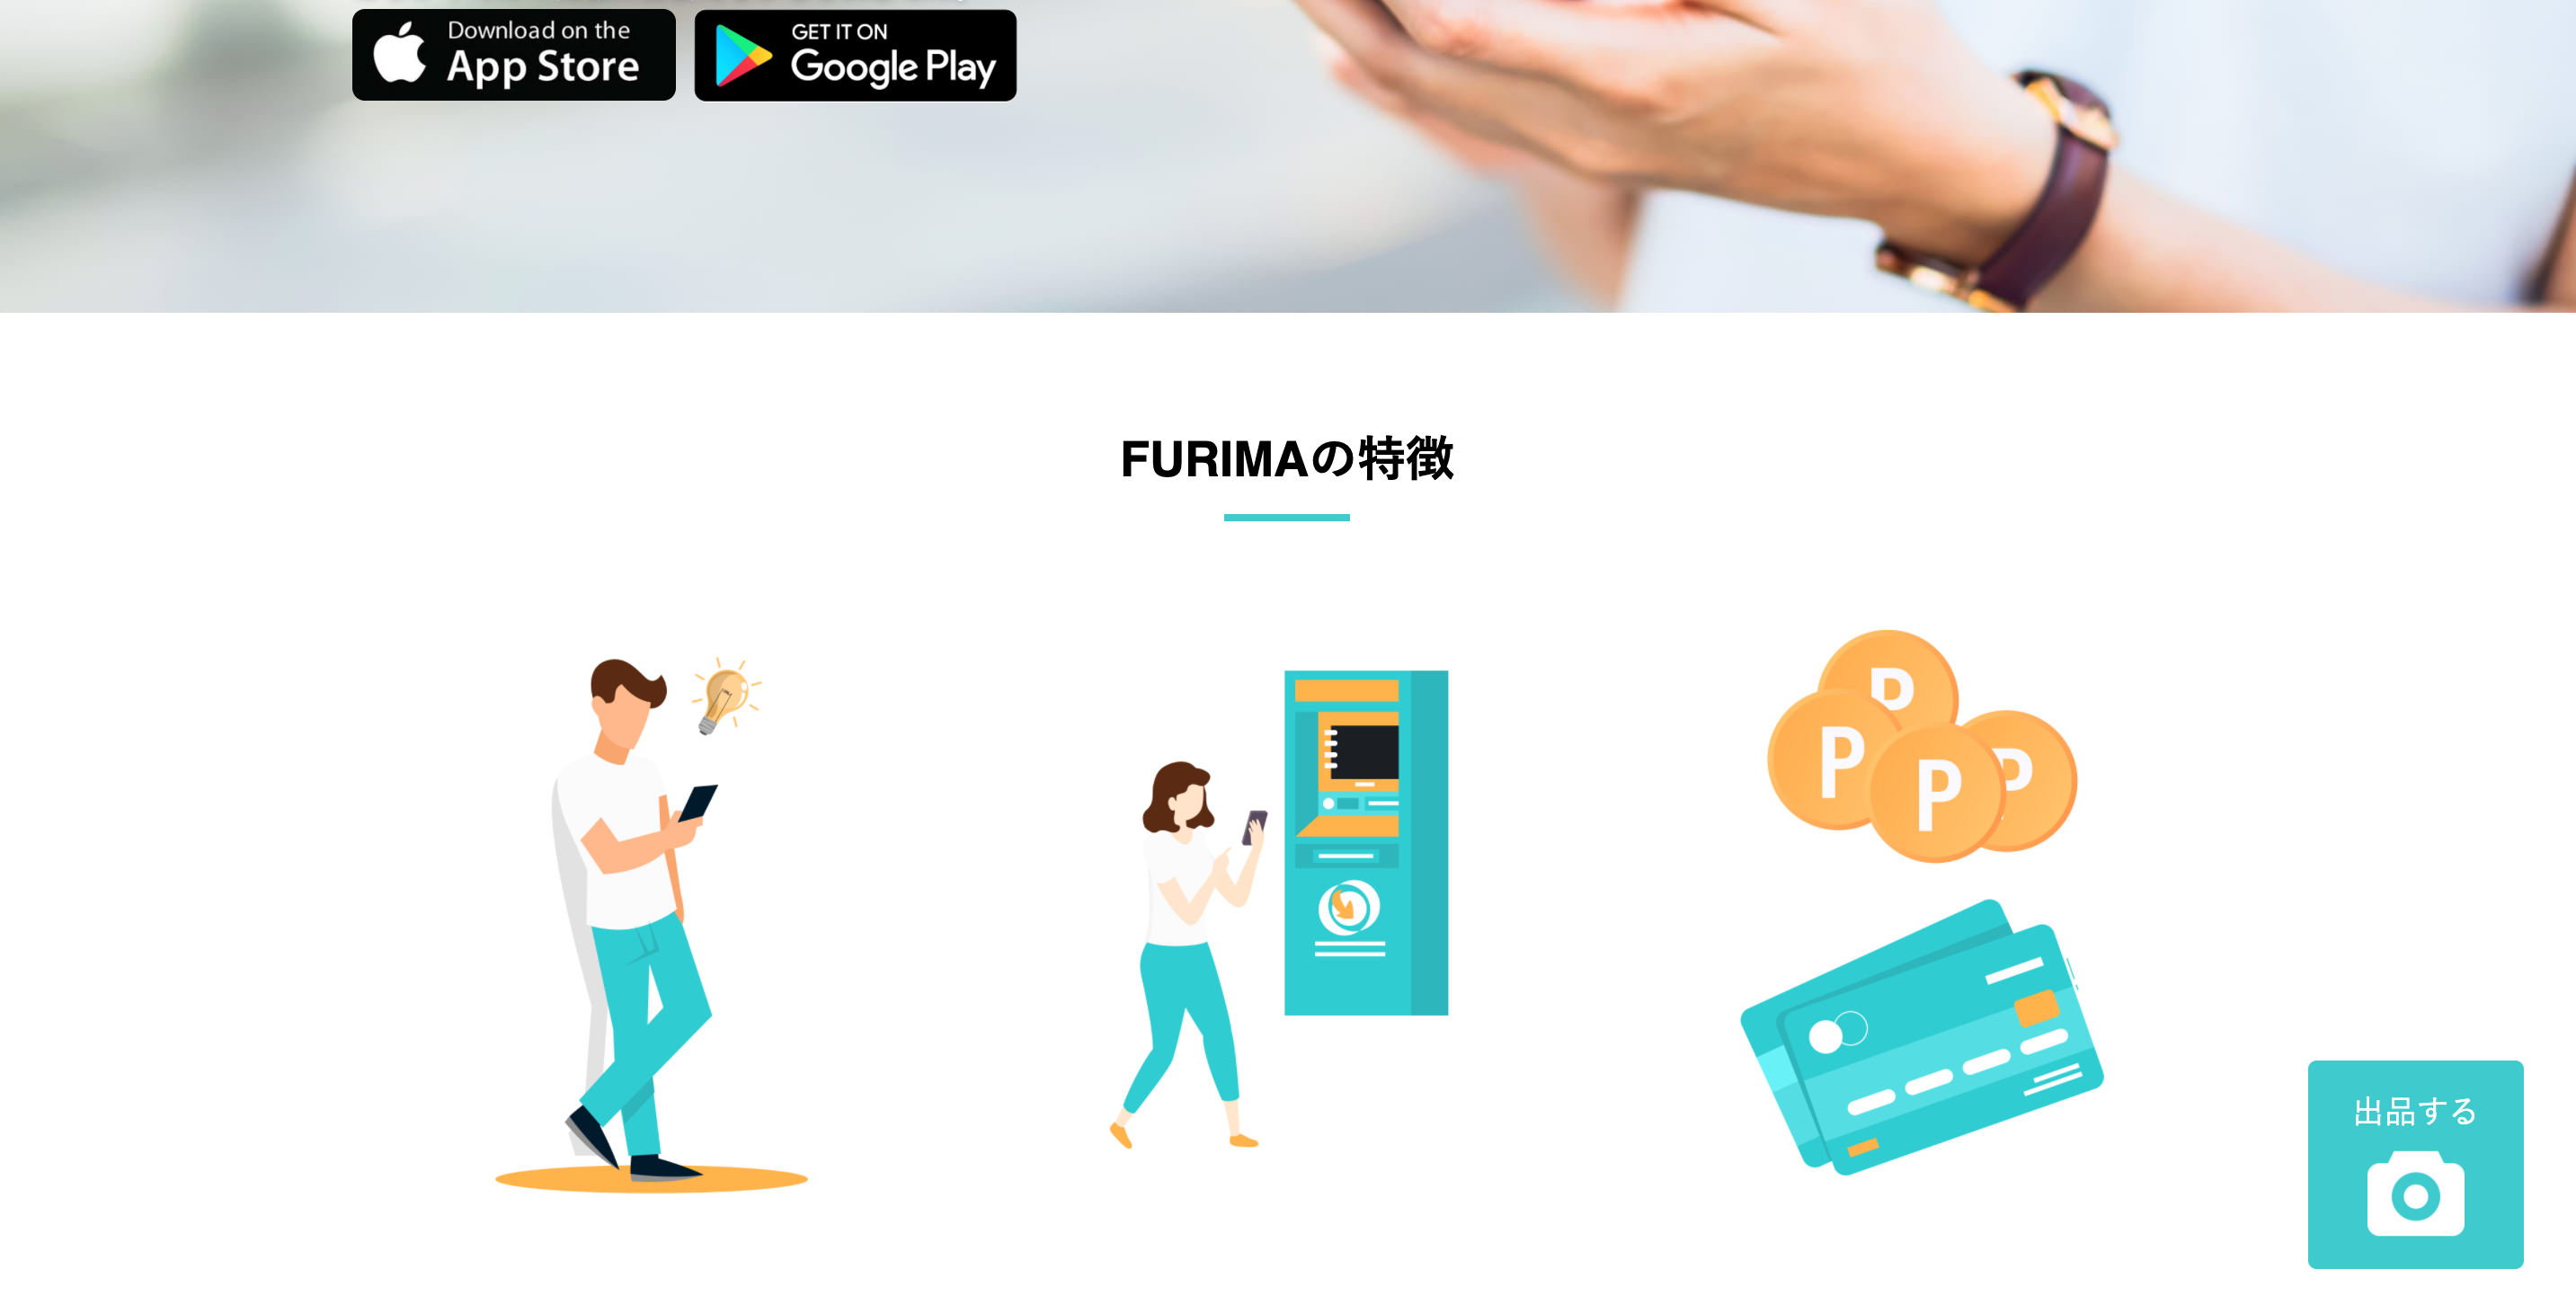 Download on the
App Store
GET IT ON
Google Play
FURIMAの特徴
P
P
P
P
出品する